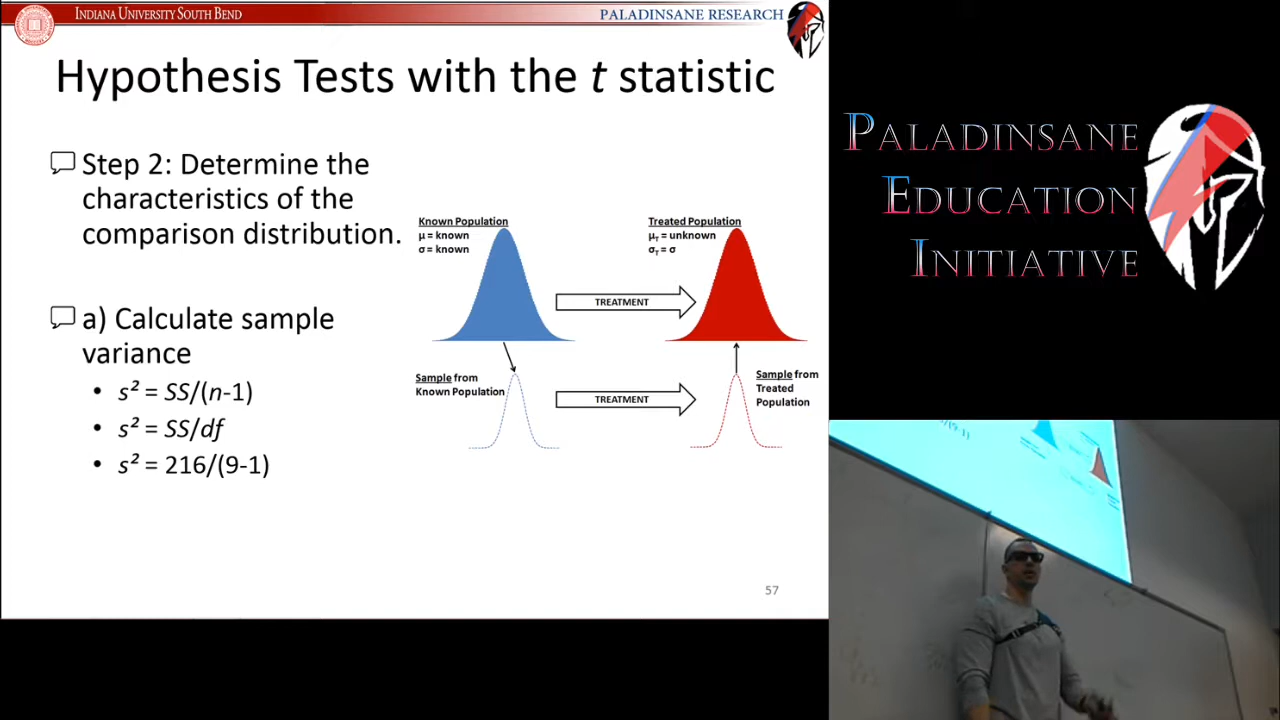 INDIANA UNIVERSITY SOUTH BEND
PALADINSANE RESEARCH
Hypothesis Tests with the t statistic
Step 2: Determine the
characteristics of the
comparison distribution.
a) Calculate sample
variance
• s² = SS/(n-1)
• s² = SS/df
• s² = 216/(9-1)
Known Population
μ = known
σ = known
Treated Population
μT = unknown
σT = σ
TREATMENT
Sample from
Known Population
TREATMENT
Sample from
Treated
Population
57
PALADINSANE
EDUCATION
INITIATIVE